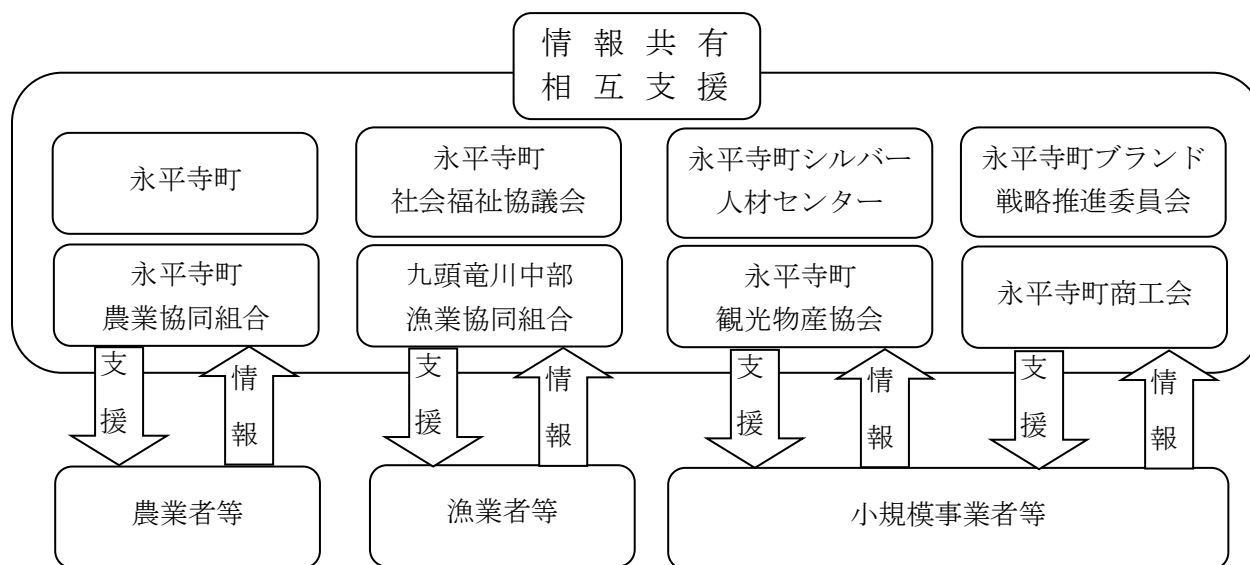 情報共有
相互支援
永平寺町
永平寺町
社会福祉協議会
永平寺町シルバー
人材センター
永平寺町ブランド
戦略推進委員会
永平寺町
農業協同組合
九頭竜川中部
漁業協同組合
永平寺町
観光物産協会
永平寺町商工会
支援
情報
支援
情報
支援
情報
支援
情報
農業者等
漁業者等
小規模事業者等